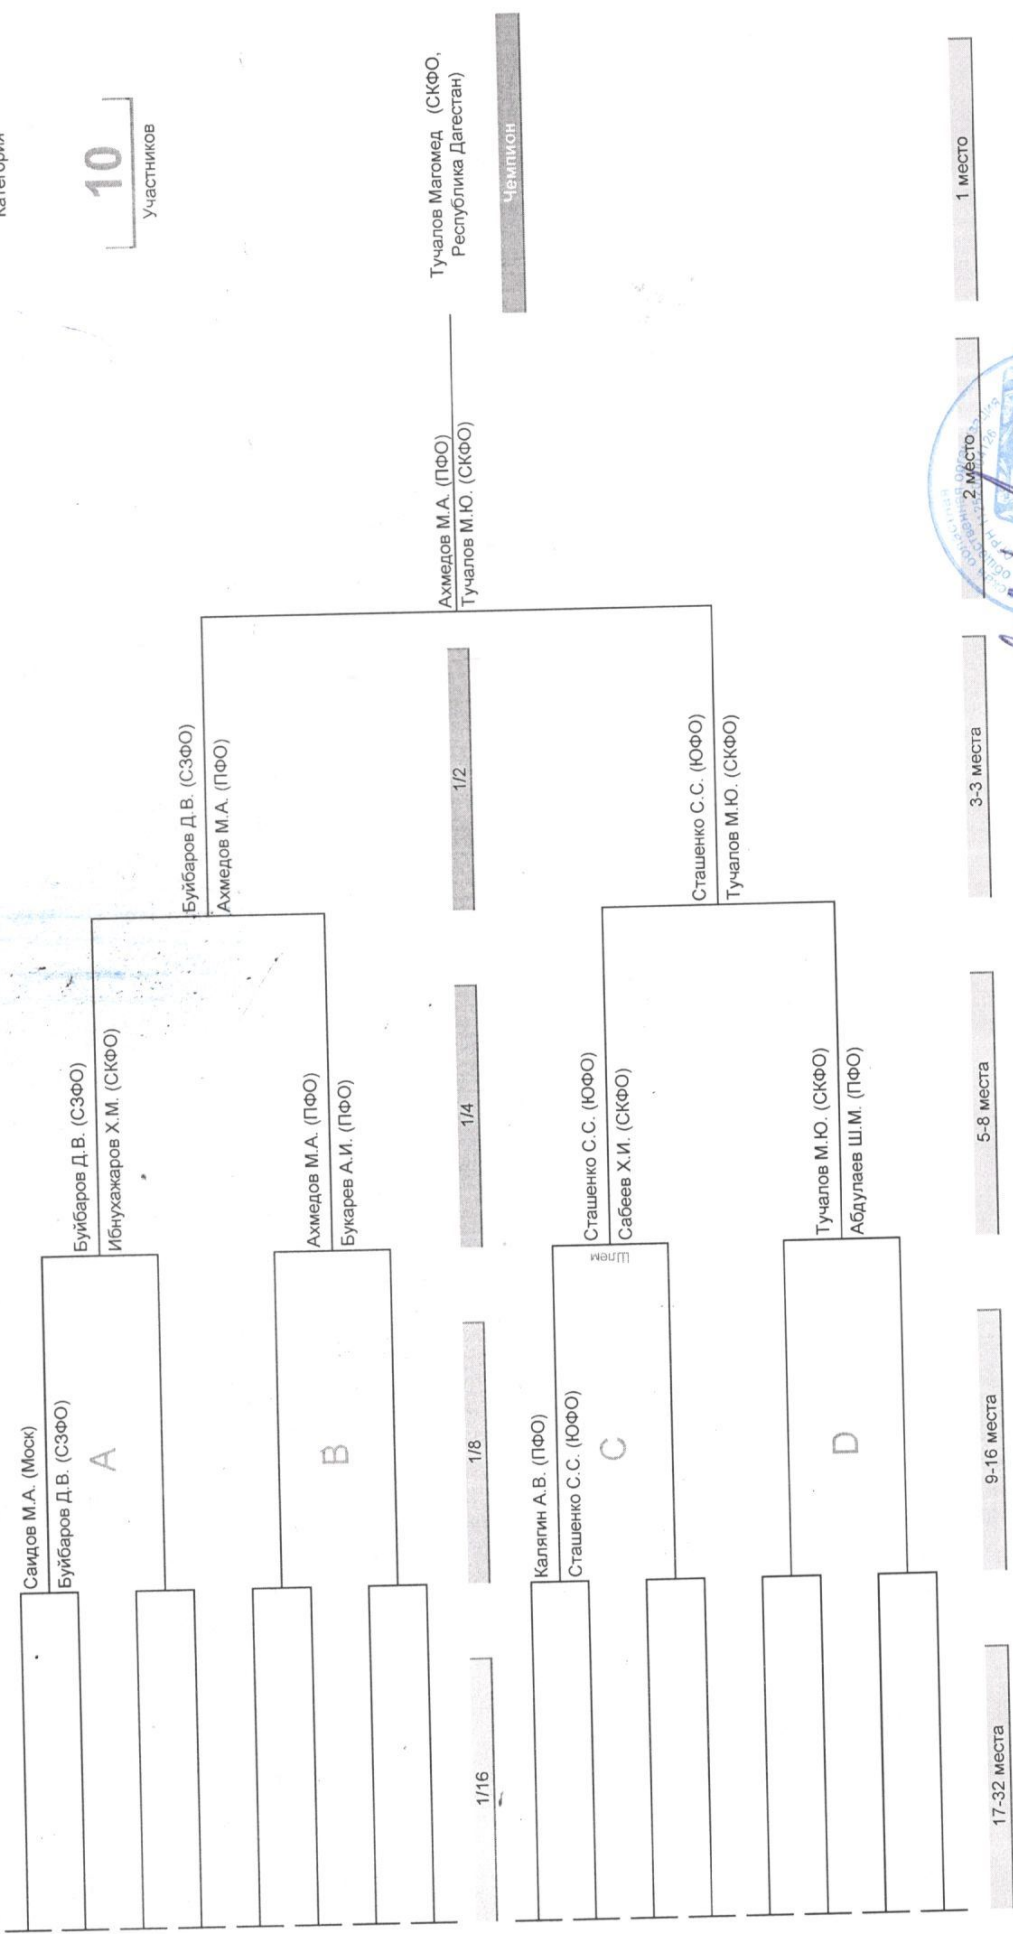 Категория
10
Участников
Саидов М.А. (Моск)
Буйбаров Д.В. (СЗФО)
A
Буйбаров Д.В. (СЗФО)
Ибнухажаров Х.М. (СКФО)
B
Ахмедов М.А. (ПФО)
Букарев А.И. (ПФО)
Буйбаров Д.В. (СЗФО)
Ахмедов М.А. (ПФО)
Ахмедов М.А. (ПФО)
Тучалов М.Ю. (СКФО)
Тучалов Магомед (СКФО,
Республика Дагестан)
1/16
1/8
1/4
1/2
Чемпион
Калягин А.В. (ПФО)
Сташенко С.С. (ЮФО)
C
Шлем
Сташенко С.С. (ЮФО)
Сабеев Х.И. (СКФО)
D
Тучалов М.Ю. (СКФО)
Абдулаев Ш.М. (ПФО)
Сташенко С.С. (ЮФО)
Тучалов М.Ю. (СКФО)
17-32 места
9-16 места
5-8 места
3-3 места
2 место
1 место